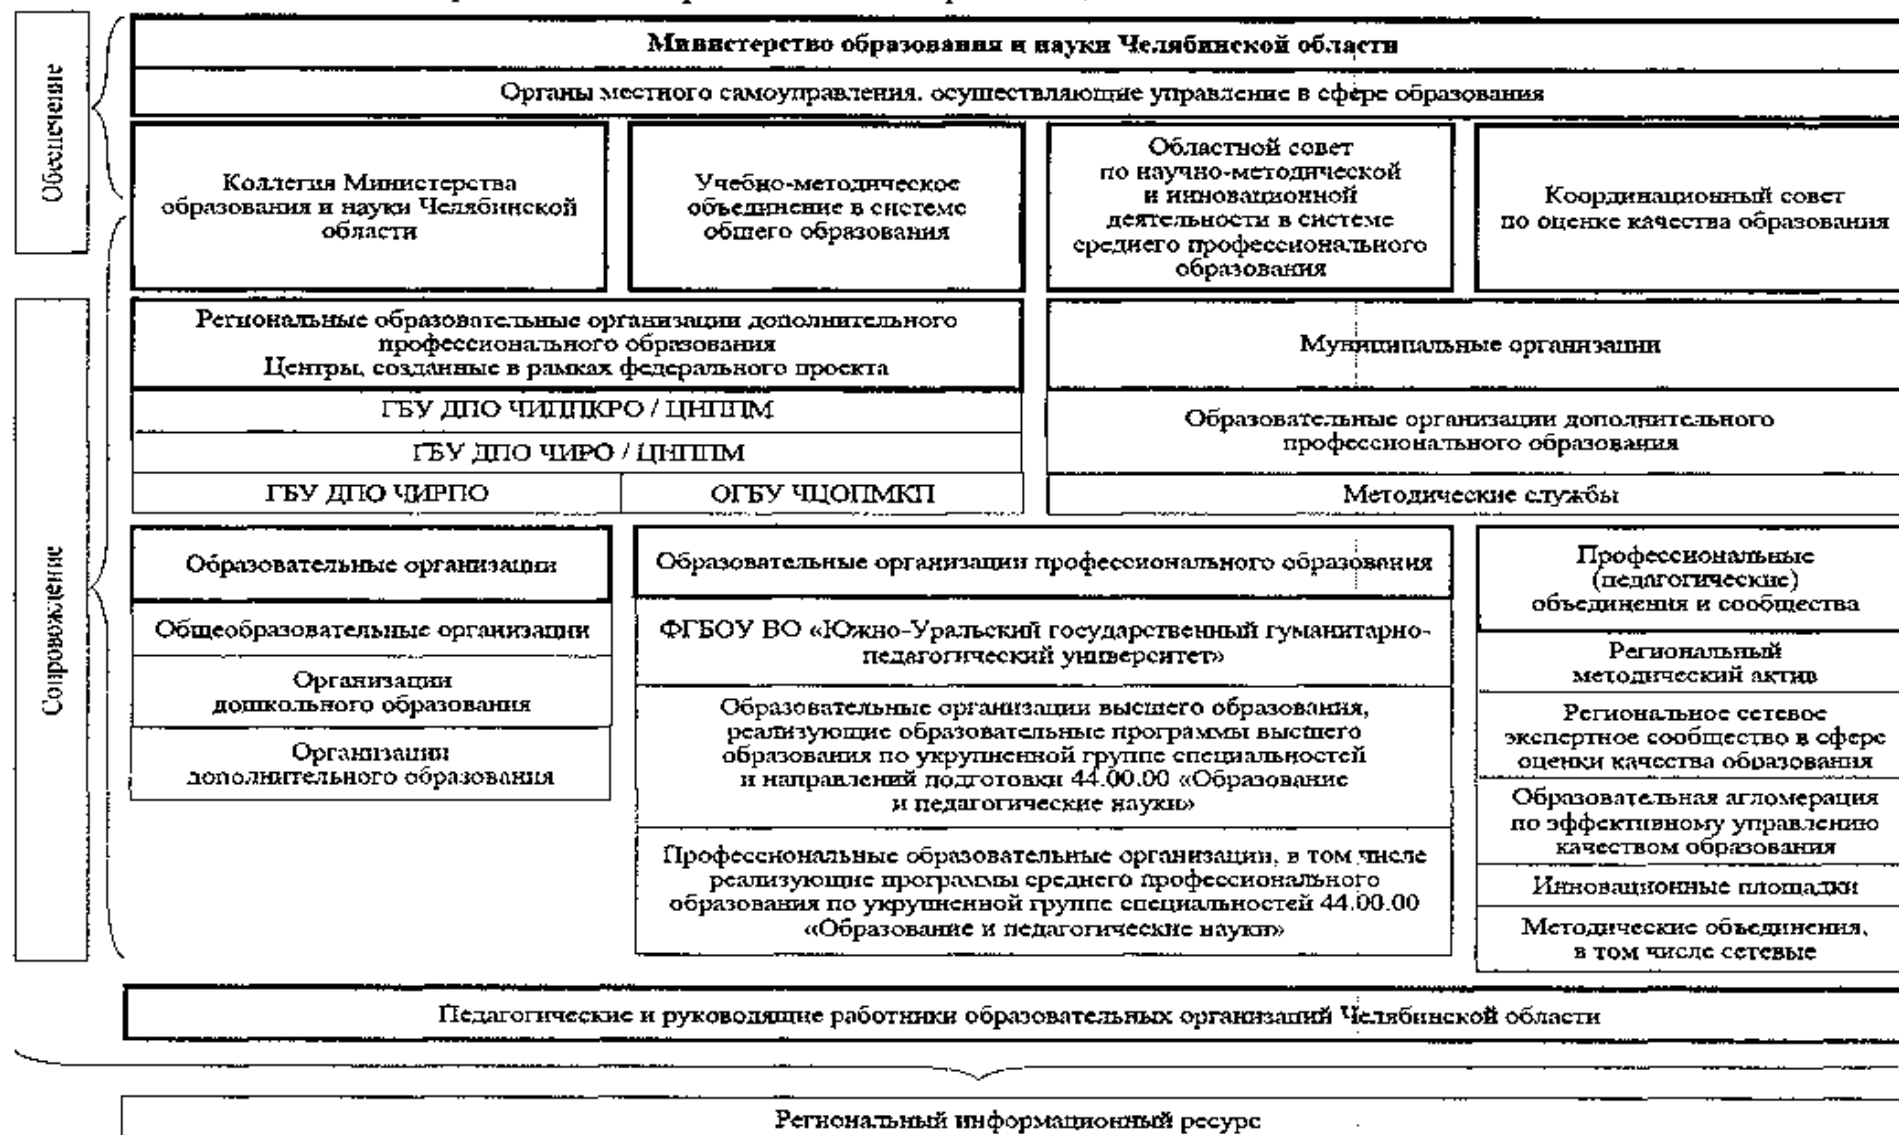 Министерство образования и науки Челябинской области
Органы местного самоуправления, осуществляющие управление в сфере образования
Обеспечение
Коллегия Министерства
образования и науки Челябинской
области
Учебно-методическое
объединение в системе
общего образования
Областной совет
по научно-методической
и инновационной
деятельности в системе
среднего профессионального
образования
Координационный совет
по оценке качества образования
Сопровождение
Региональные образовательные организации дополнительного
профессионального образования
Центры, созданные в рамках федерального проекта
ГБУ ДПО ЧИППКРО / ЦНППМ
ГБУ ДПО ЧИРО / ЦНППМ
ГБУ ДПО ЧИРПО
ОГБУ ЧЦОПМКП
Муниципальные организации
Образовательные организации дополнительного
профессионального образования
Методические службы
Образовательные организации
Общеобразовательные организации
Организации
дошкольного образования
Организации
дополнительного образования
Образовательные организации профессионального образования
ФГБОУ ВО «Южно-Уральский государственный гуманитарно-
педагогический университет»
Образовательные организации высшего образования,
реализующие образовательные программы высшего
образования по укрупненной группе специальностей
и направлений подготовки 44.00.00 «Образование
и педагогические науки»
Профессиональные образовательные организации, в том числе
реализующие программы среднего профессионального
образования по укрупненной группе специальностей 44.00.00
«Образование и педагогические науки»
Профессиональные
(педагогические)
объединения и сообщества
Региональный
методический актив
Региональное сетевое
экспертное сообщество в сфере
оценки качества образования
Образовательная агломерация
по эффективному управлению
качеством образования
Инновационные площадки
Методические объединения,
в том числе сетевые
Педагогические и руководящие работники образовательных организаций Челябинской области
Региональный информационный ресурс